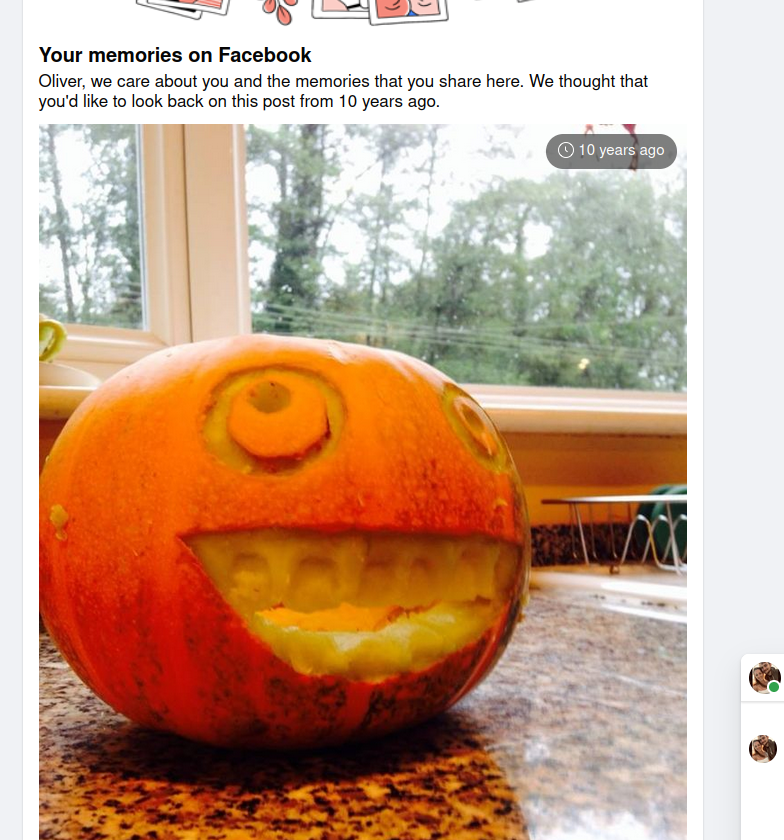 Your memories on Facebook
Oliver, we care about you and the memories that you share here. We thought that
you'd like to look back on this post from 10 years ago.
10 years ago